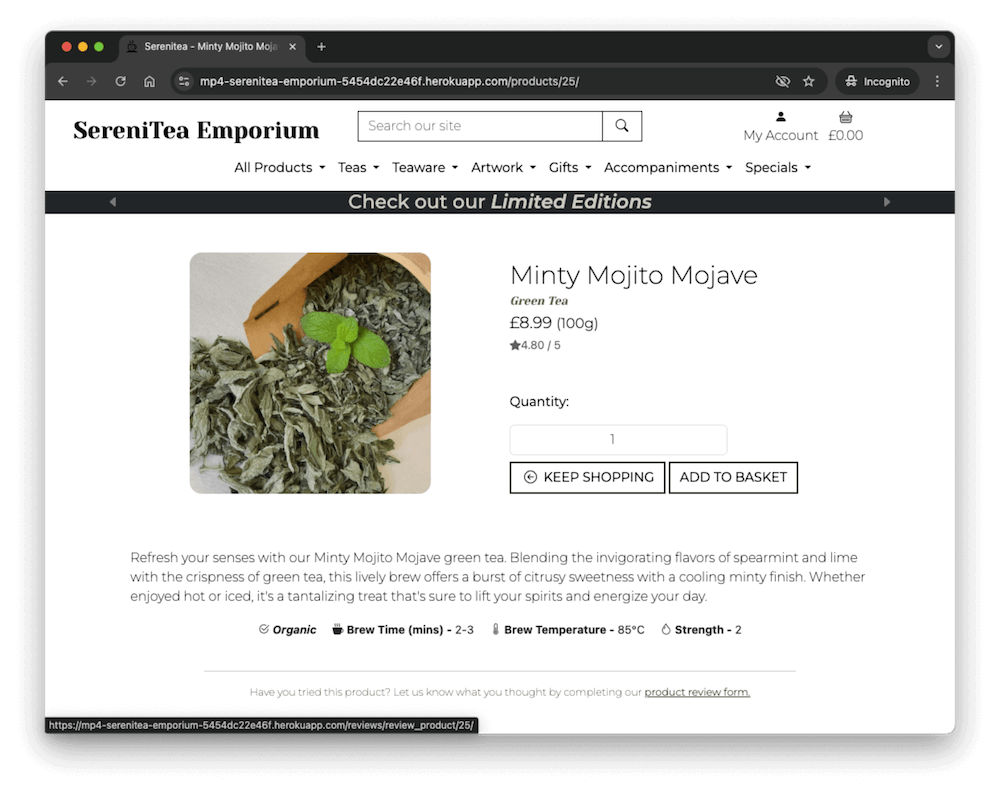 Serenitea - Minty Mojito Moja
mp4-serenitea-emporium-5454dc22e46f.herokuapp.com/products/25/
Incognito
SereniTea Emporium
Search our site
My Account
£0.00
All Products
Teas
Teaware
Artwork
Gifts
Accompaniments
Specials
Check out our Limited Editions
Minty Mojito Mojave
Green Tea
£8.99 (100g)
4.80 / 5
Quantity:
1
KEEP SHOPPING
ADD TO BASKET
Refresh your senses with our Minty Mojito Mojave green tea. Blending the invigorating flavors of spearmint and lime
with the crispness of green tea, this lively brew offers a burst of citrusy sweetness with a cooling minty finish. Whether
enjoyed hot or iced, it's a tantalizing treat that's sure to lift your spirits and energize your day.
Organic Brew Time (mins) - 2-3 Brew Temperature - 85°C Strength - 2
Have you tried this product? Let us know what you thought by completing our product review form.
https://mp4-serenitea-emporium-5454dc22e46f.herokuapp.com/reviews/review_product/25/